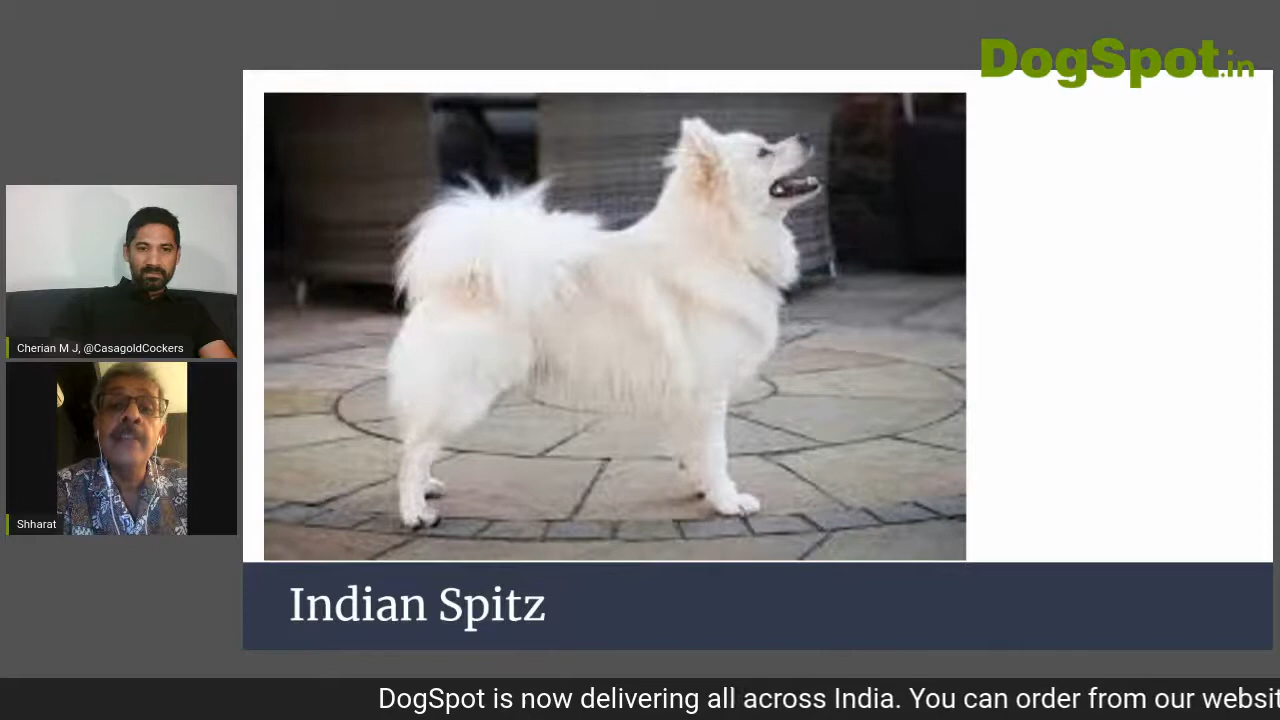 DogSpot.in
Cherian M J, @CasagoldCockers
Shharat
Indian Spitz
DogSpot is now delivering all across India. You can order from our websit